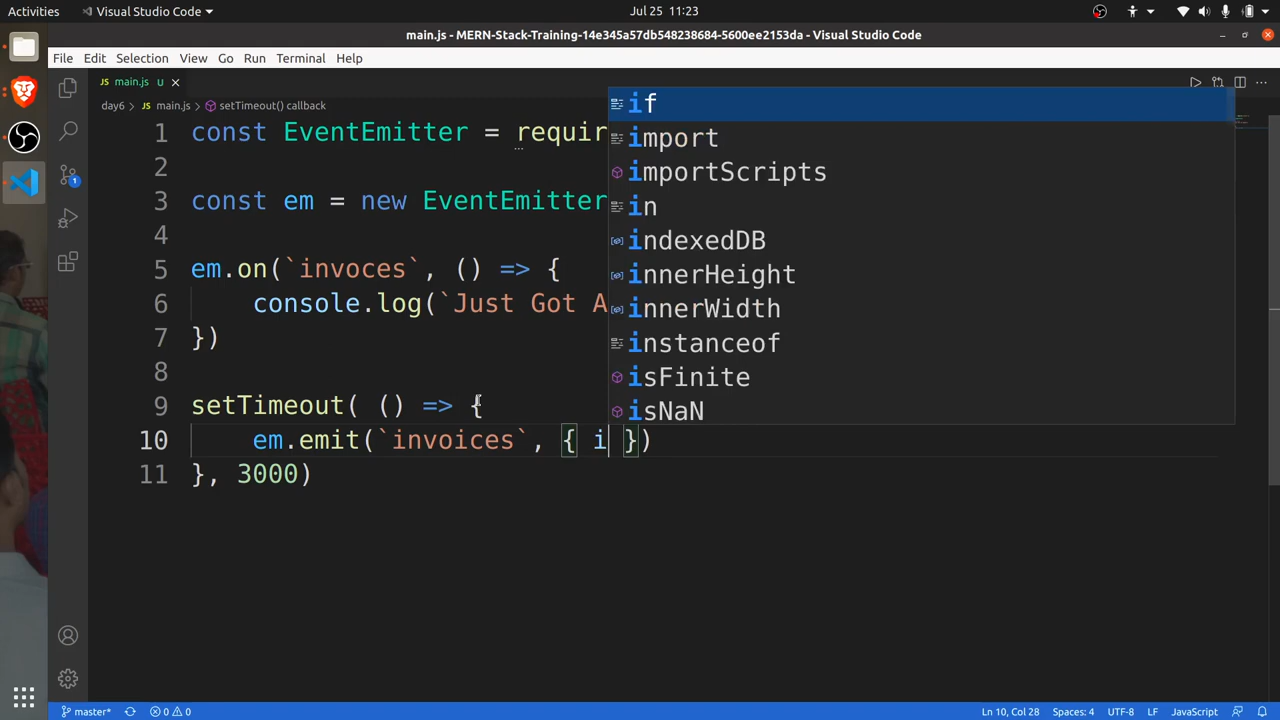 Activities Visual Studio Code Jul 25 11:23
main.js - MERN-Stack-Training-14e345a57db548238684-5600ee2153da - Visual Studio Code
File Edit Selection View Go Run Terminal Help
main.js U
day6 main.js setTimeout() callback
1 const EventEmitter = requir
2
3 const em = new EventEmitter
4
5 em.on(`invoces`, () => {
6 console.log(`Just Got A
7 })
8
9 setTimeout( () => {
10 em.emit(`invoices`, { i })
11 }, 3000)
if
import
importScripts
in
indexedDB
innerHeight
innerWidth
instanceof
isFinite
isNaN
1
master* 0 0 Ln 10, Col 28 Spaces: 4 UTF-8 LF JavaScript